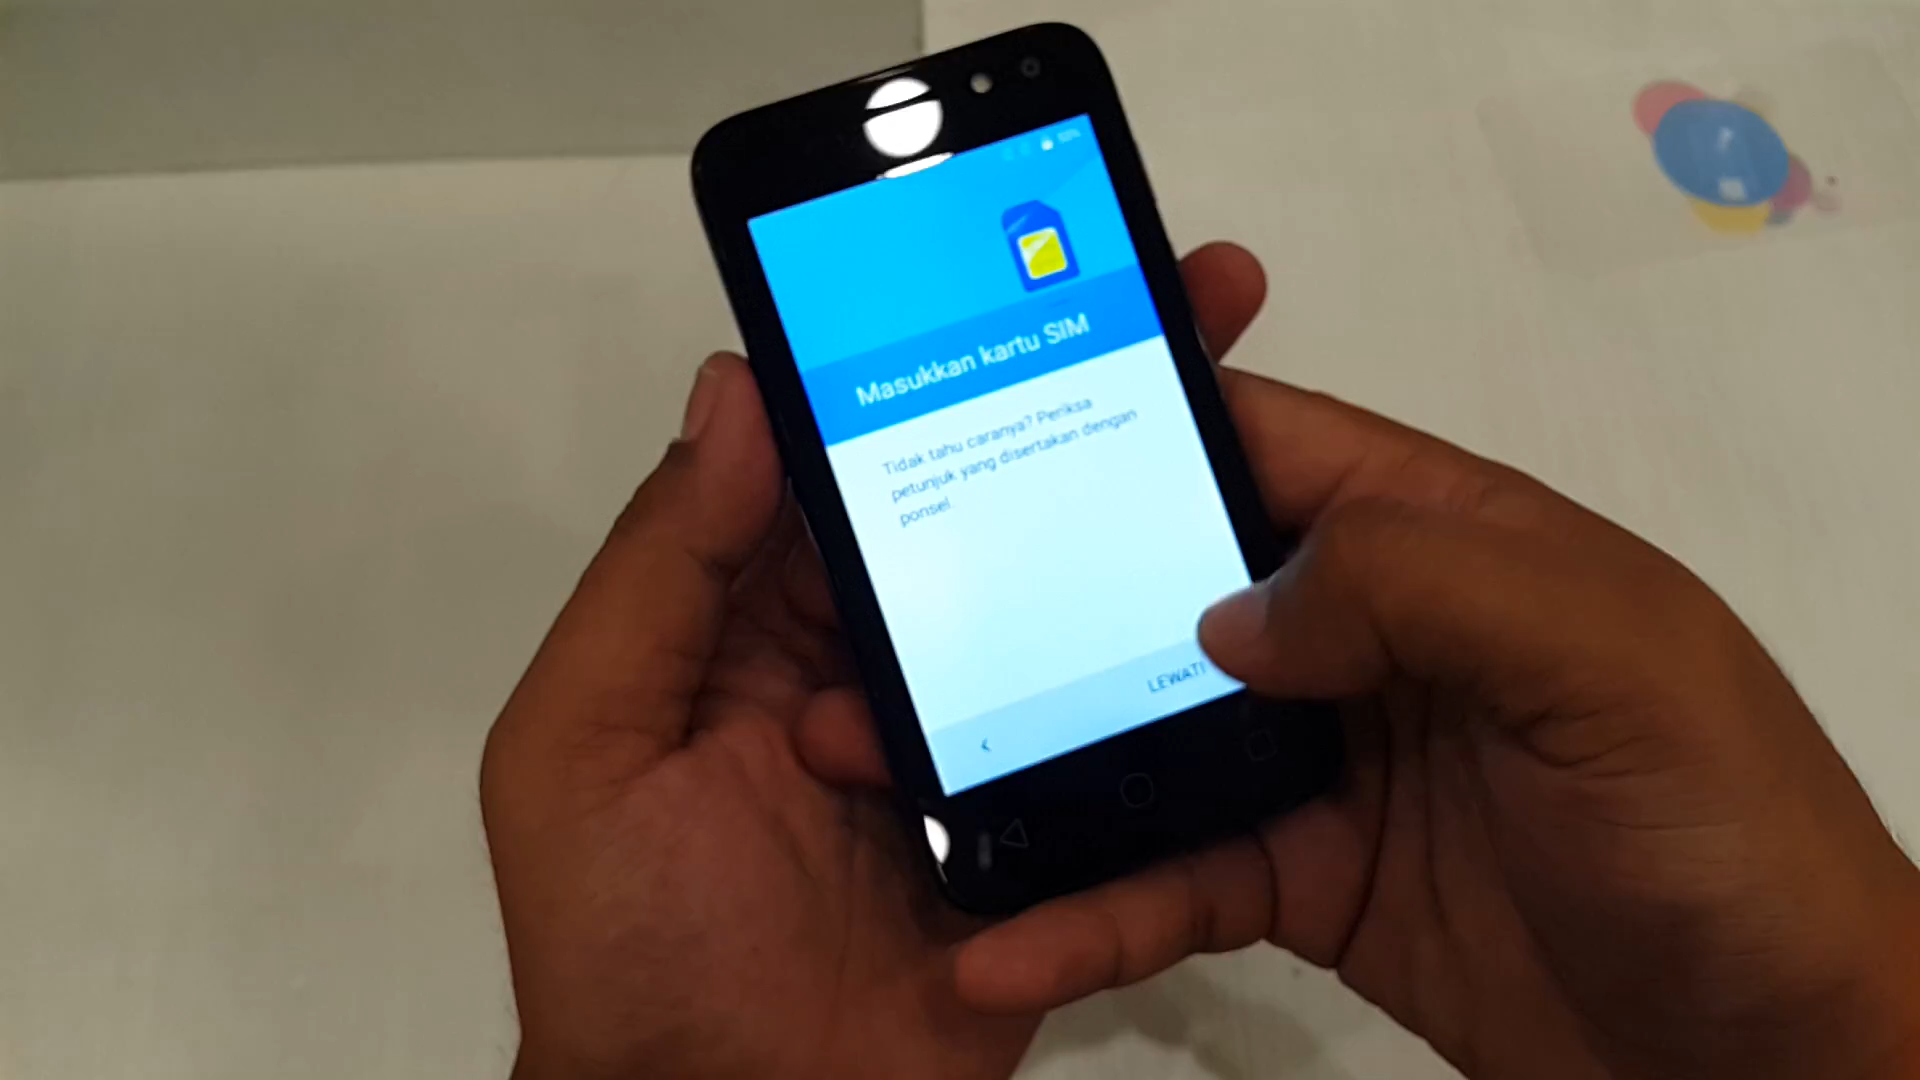 Masukkan kartu SIM
Tidak tahu caranya? Periksa
petunjuk yang disertakan dengan
ponsel.
LEWATI